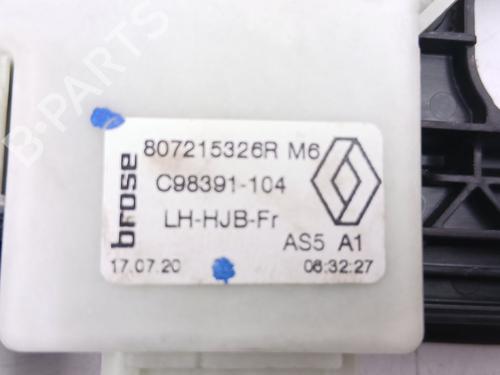 B-PARTS
brose
807215326R M6
C98391-104
LH-HJB-Fr
AS5 A1
17.07.20
06:32:27